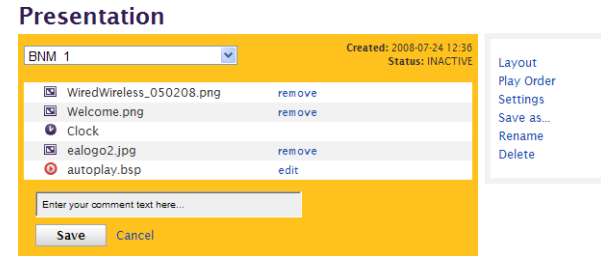 Presentation
BNM 1
Created: 2008-07-24 12:36
Status: INACTIVE
WiredWireless_050208.png remove
Welcome.png remove
Clock
ealogo2.jpg remove
autoplay.bsp edit
Enter your comment text here...
Save Cancel
Layout
Play Order
Settings
Save as...
Rename
Delete